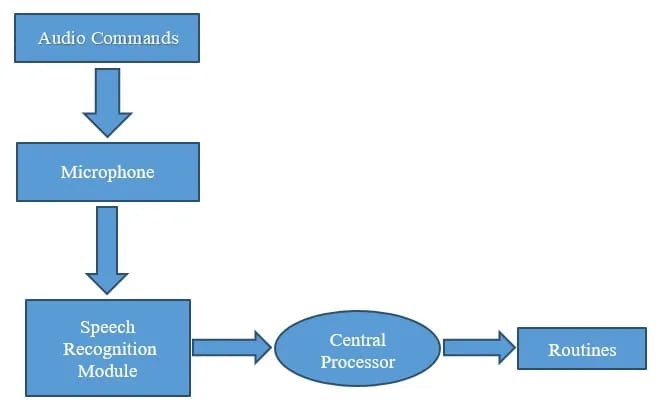 Audio Commands
Microphone
Speech
Recognition
Module
Central
Processor
Routines